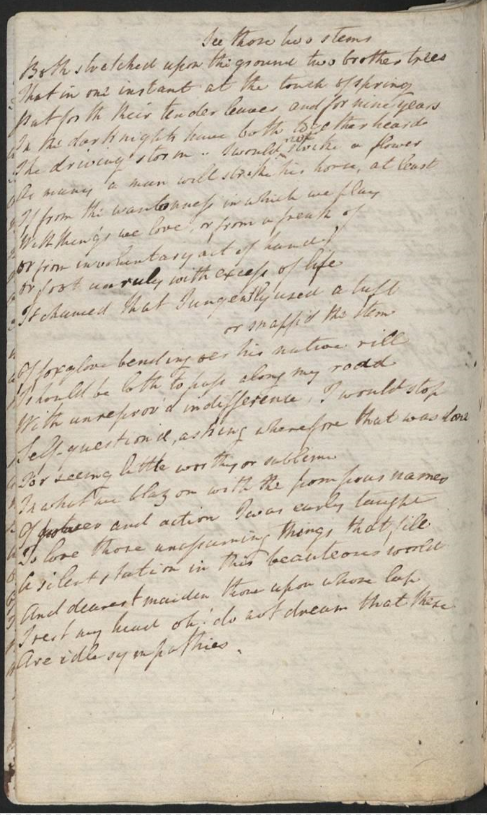 See those two stems
Both stretched upon the ground two brother trees
That in one instant at the touch of spring
Put forth their tender leaves and for nine years
In the dark night have both together heard
The driving storm. I would not strike a flower
As many a man will strike his horse, at least
If from the wantonness in which we play
With things we love, or from a freak of
Or from involuntary act of hand
Or foot unruly with excess of life
It chanced that I ungently used a tuft
or snapp'd the stem
Of foxglove bending oer his native rill
I should be loth to pass along my road
With unreprov'd indifference, I would stop
Self-question'd, asking wherefore that was done
For seeing little worthy or sublime
In what we blazon with the pompous names
Of power and action I was early taught
To love those unassuming things that fill
A silent station in this beauteous world
And dearest maiden thou upon whose lap
I rest my head oh! do not dream that these
Are idle sympathies.